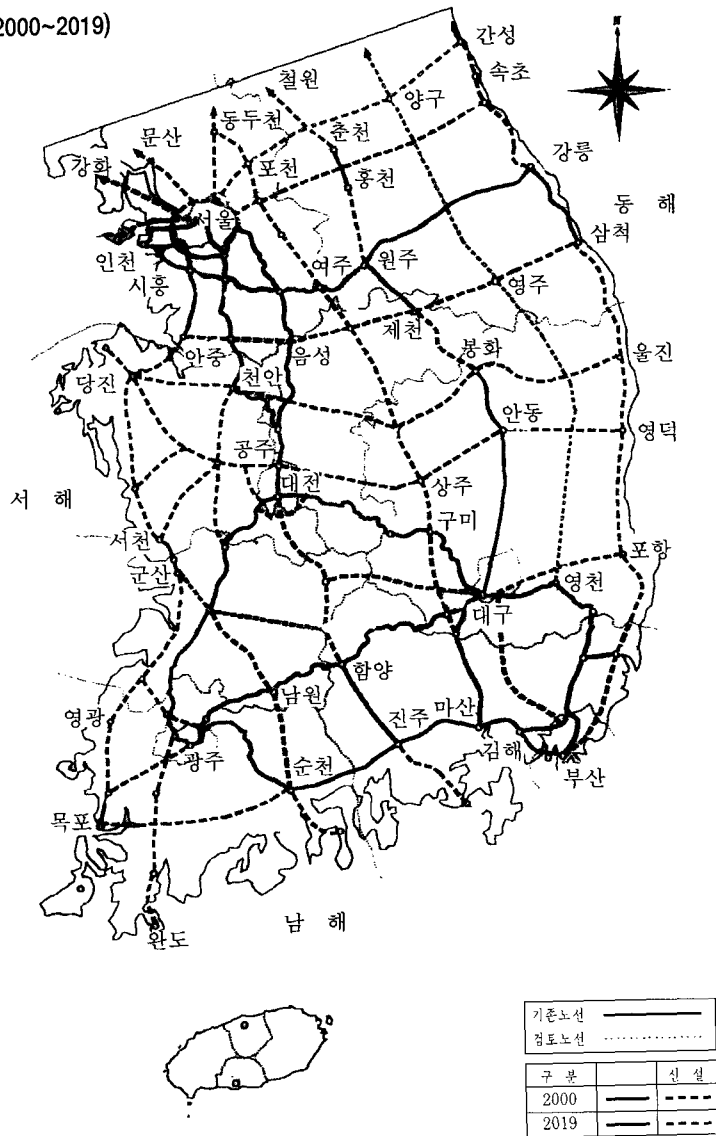 2000~2019)
간성
철원
속초
양구
동두천
문산
춘천
강릉
강화
포천
홍천
동 해
서울
삼척
인천
여주
원주
시흥
영주
제천
안중
음성
봉화
울진
당진
천안
안동
영덕
공주
대전
상주
서 해
구미
서천
포항
군산
영천
대구
함양
남원
영광
마산
진주
광주
순천
김해
부산
목포
남 해
완도
기존노선
검토노선
구 분 신 설
2000
2019